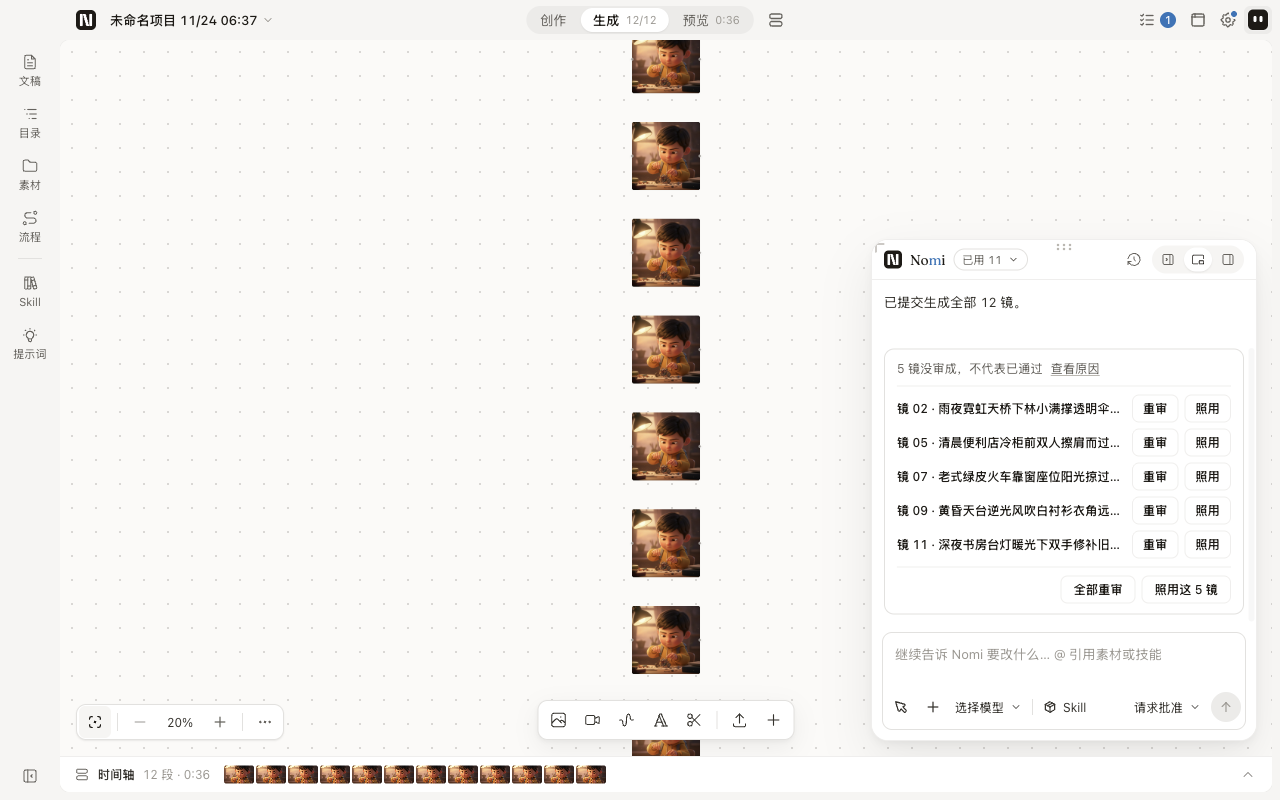 未命名项目 11/24 06:37
创作
生成 12/12
预览 0:36
1
文稿
目录
素材
流程
Skill
提示词
Nomi
已用 11
已提交生成全部 12 镜。
5 镜没审成，不代表已通过 查看原因
镜 02 · 雨夜霓虹天桥下林小满撑透明伞... 重审 照用
镜 05 · 清晨便利店冷柜前双人擦肩而过... 重审 照用
镜 07 · 老式绿皮火车靠窗座位阳光掠过... 重审 照用
镜 09 · 黄昏天台逆光风吹白衬衫衣角远... 重审 照用
镜 11 · 深夜书房台灯暖光下双手修补旧... 重审 照用
全部重审 照用这 5 镜
继续告诉 Nomi 要改什么... @ 引用素材或技能
选择模型
Skill
请求批准
20%
时间轴 12 段 · 0:36